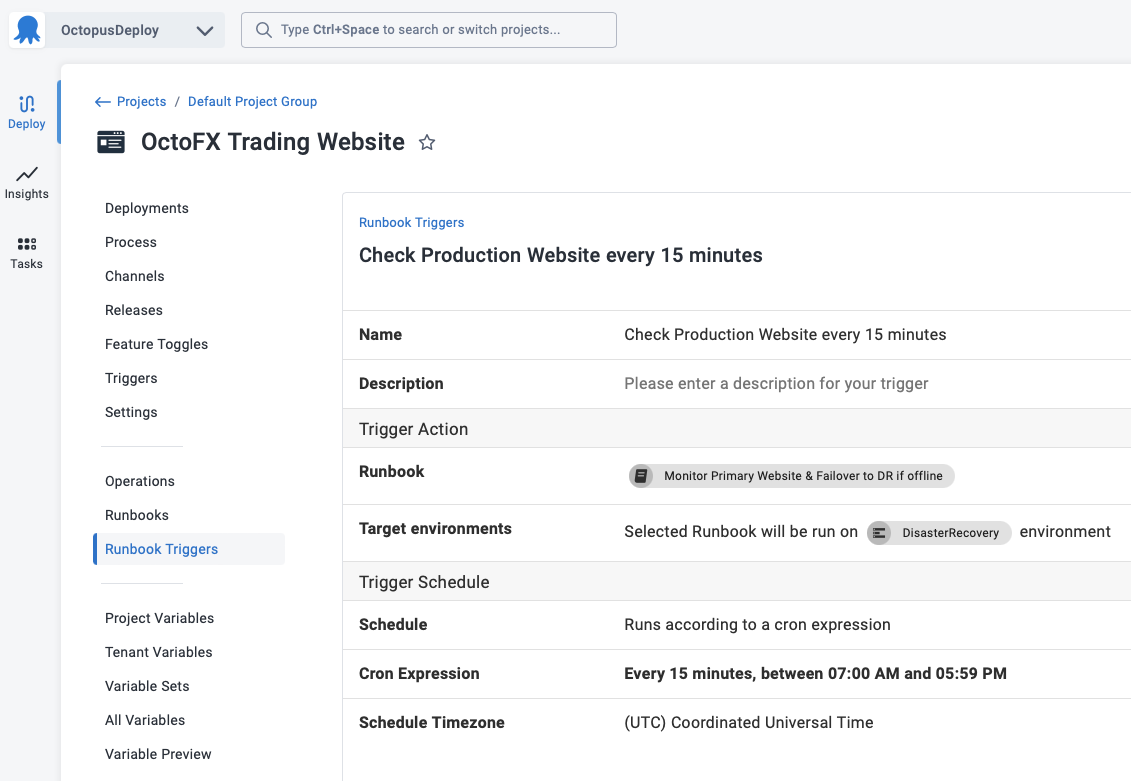 OctopusDeploy
Type Ctrl+Space to search or switch projects...
Deploy
Insights
Tasks
Projects / Default Project Group
OctoFX Trading Website
Deployments
Process
Channels
Releases
Feature Toggles
Triggers
Settings
Operations
Runbooks
Runbook Triggers
Project Variables
Tenant Variables
Variable Sets
All Variables
Variable Preview
Runbook Triggers
Check Production Website every 15 minutes
Name Check Production Website every 15 minutes
Description Please enter a description for your trigger
Trigger Action
Runbook Monitor Primary Website & Failover to DR if offline
Target environments Selected Runbook will be run on DisasterRecovery environment
Trigger Schedule
Schedule Runs according to a cron expression
Cron Expression Every 15 minutes, between 07:00 AM and 05:59 PM
Schedule Timezone (UTC) Coordinated Universal Time